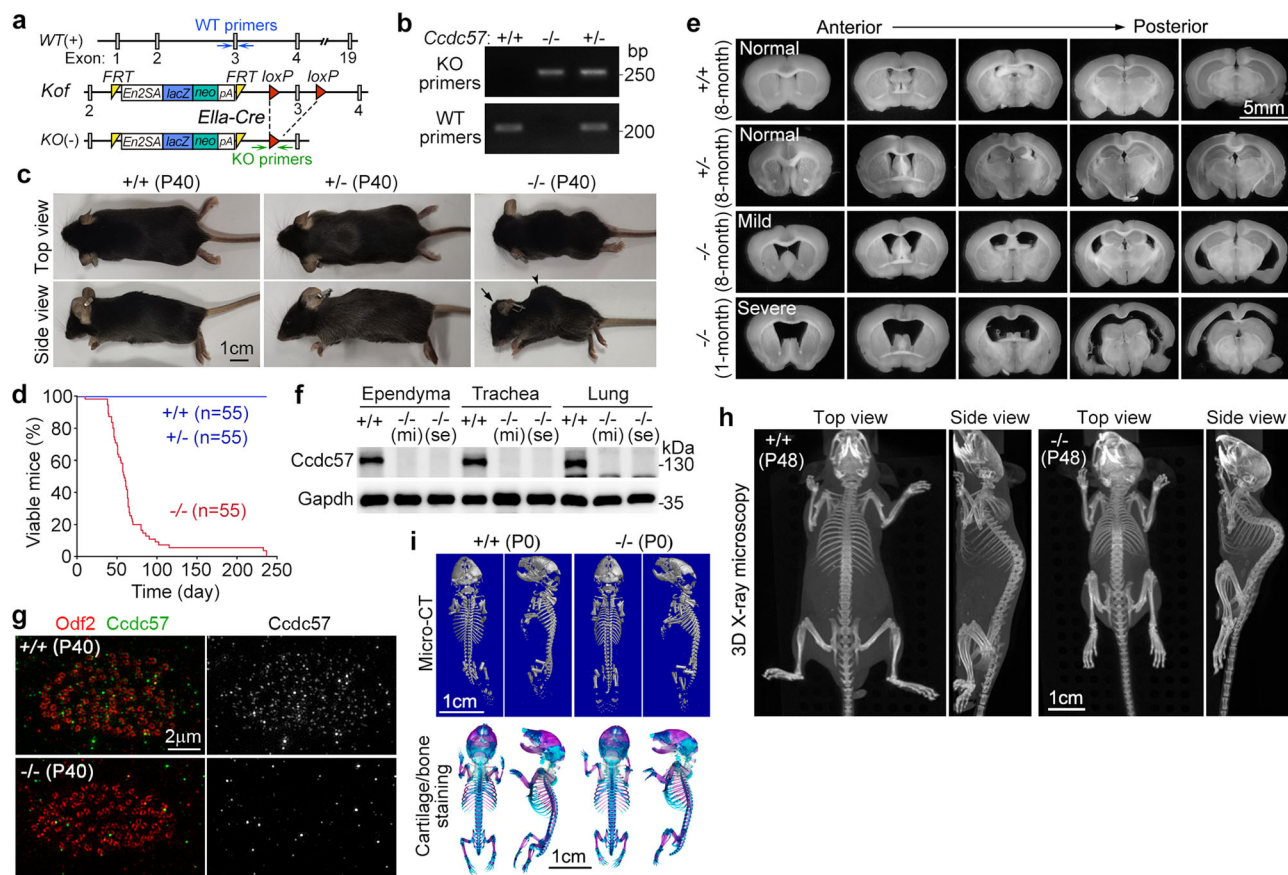 a
WT primers
WT(+)
Exon: 1 2 3 4 19
FRT FRT loxP loxP
Kof En2SA lacZ neo pA
2 3 4
Ella-Cre
KO(-) En2SA lacZ neo pA
KO primers
b
Ccdc57: +/+ -/- +/- bp
KO primers 250
WT primers 200
c
+/+ (P40) +/- (P40) -/- (P40)
Top view
Side view
1cm
d
Viable mice (%)
100
80
60
40
20
0
+/+ (n=55)
+/- (n=55)
-/- (n=55)
0 50 100 150 200 250
Time (day)
e
Anterior Posterior
Normal
+/+
(8-month)
5mm
Normal
+/-
(8-month)
Mild
-/-
(8-month)
Severe
-/-
(1-month)
f
Ependyma Trachea Lung
+/+ -/- (mi) -/- (se) +/+ -/- (mi) -/- (se) +/+ -/- (mi) -/- (se)
kDa
Ccdc57 -130
Gapdh -35
g
Odf2 Ccdc57 Ccdc57
+/+ (P40)
2μm
-/- (P40)
h
Top view Side view Top view Side view
+/+
(P48)
-/-
(P48)
3D X-ray microscopy
1cm
i
+/+ (P0) -/- (P0)
Micro-CT
1cm
Cartilage/bone
staining
1cm